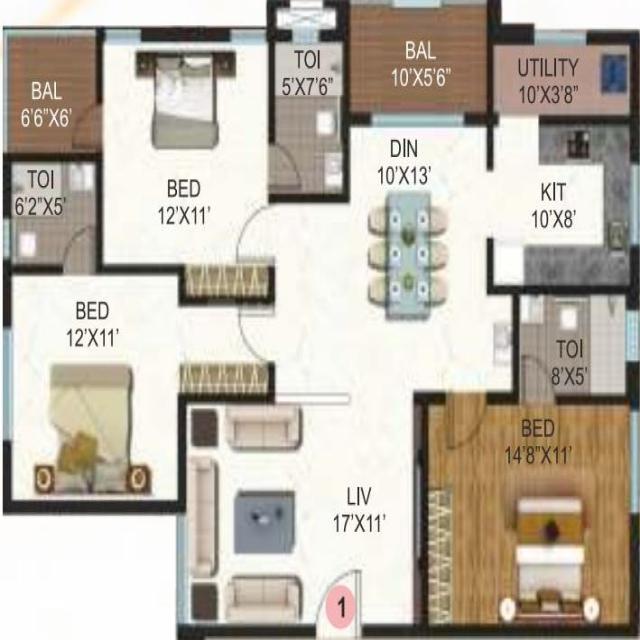 BAL
6'6"X6'
TOI
5'X7'6"
BAL
10'X5'6"
UTILITY
10'X3'8"
TOI
6'2"X5'
BED
12'X11'
DIN
10'X13'
KIT
10'X8'
BED
12'X11'
TOI
8'X5'
BED
14'8"X11'
LIV
17'X11'
1